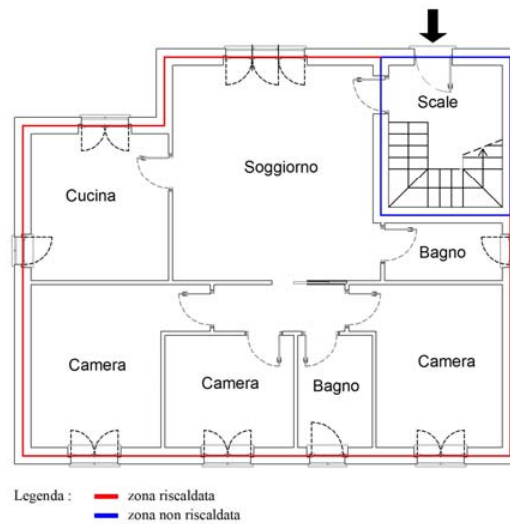 Scale
Soggiorno
Cucina
Bagno
Camera
Camera
Bagno
Camera
Legenda :
zona riscaldata
zona non riscaldata